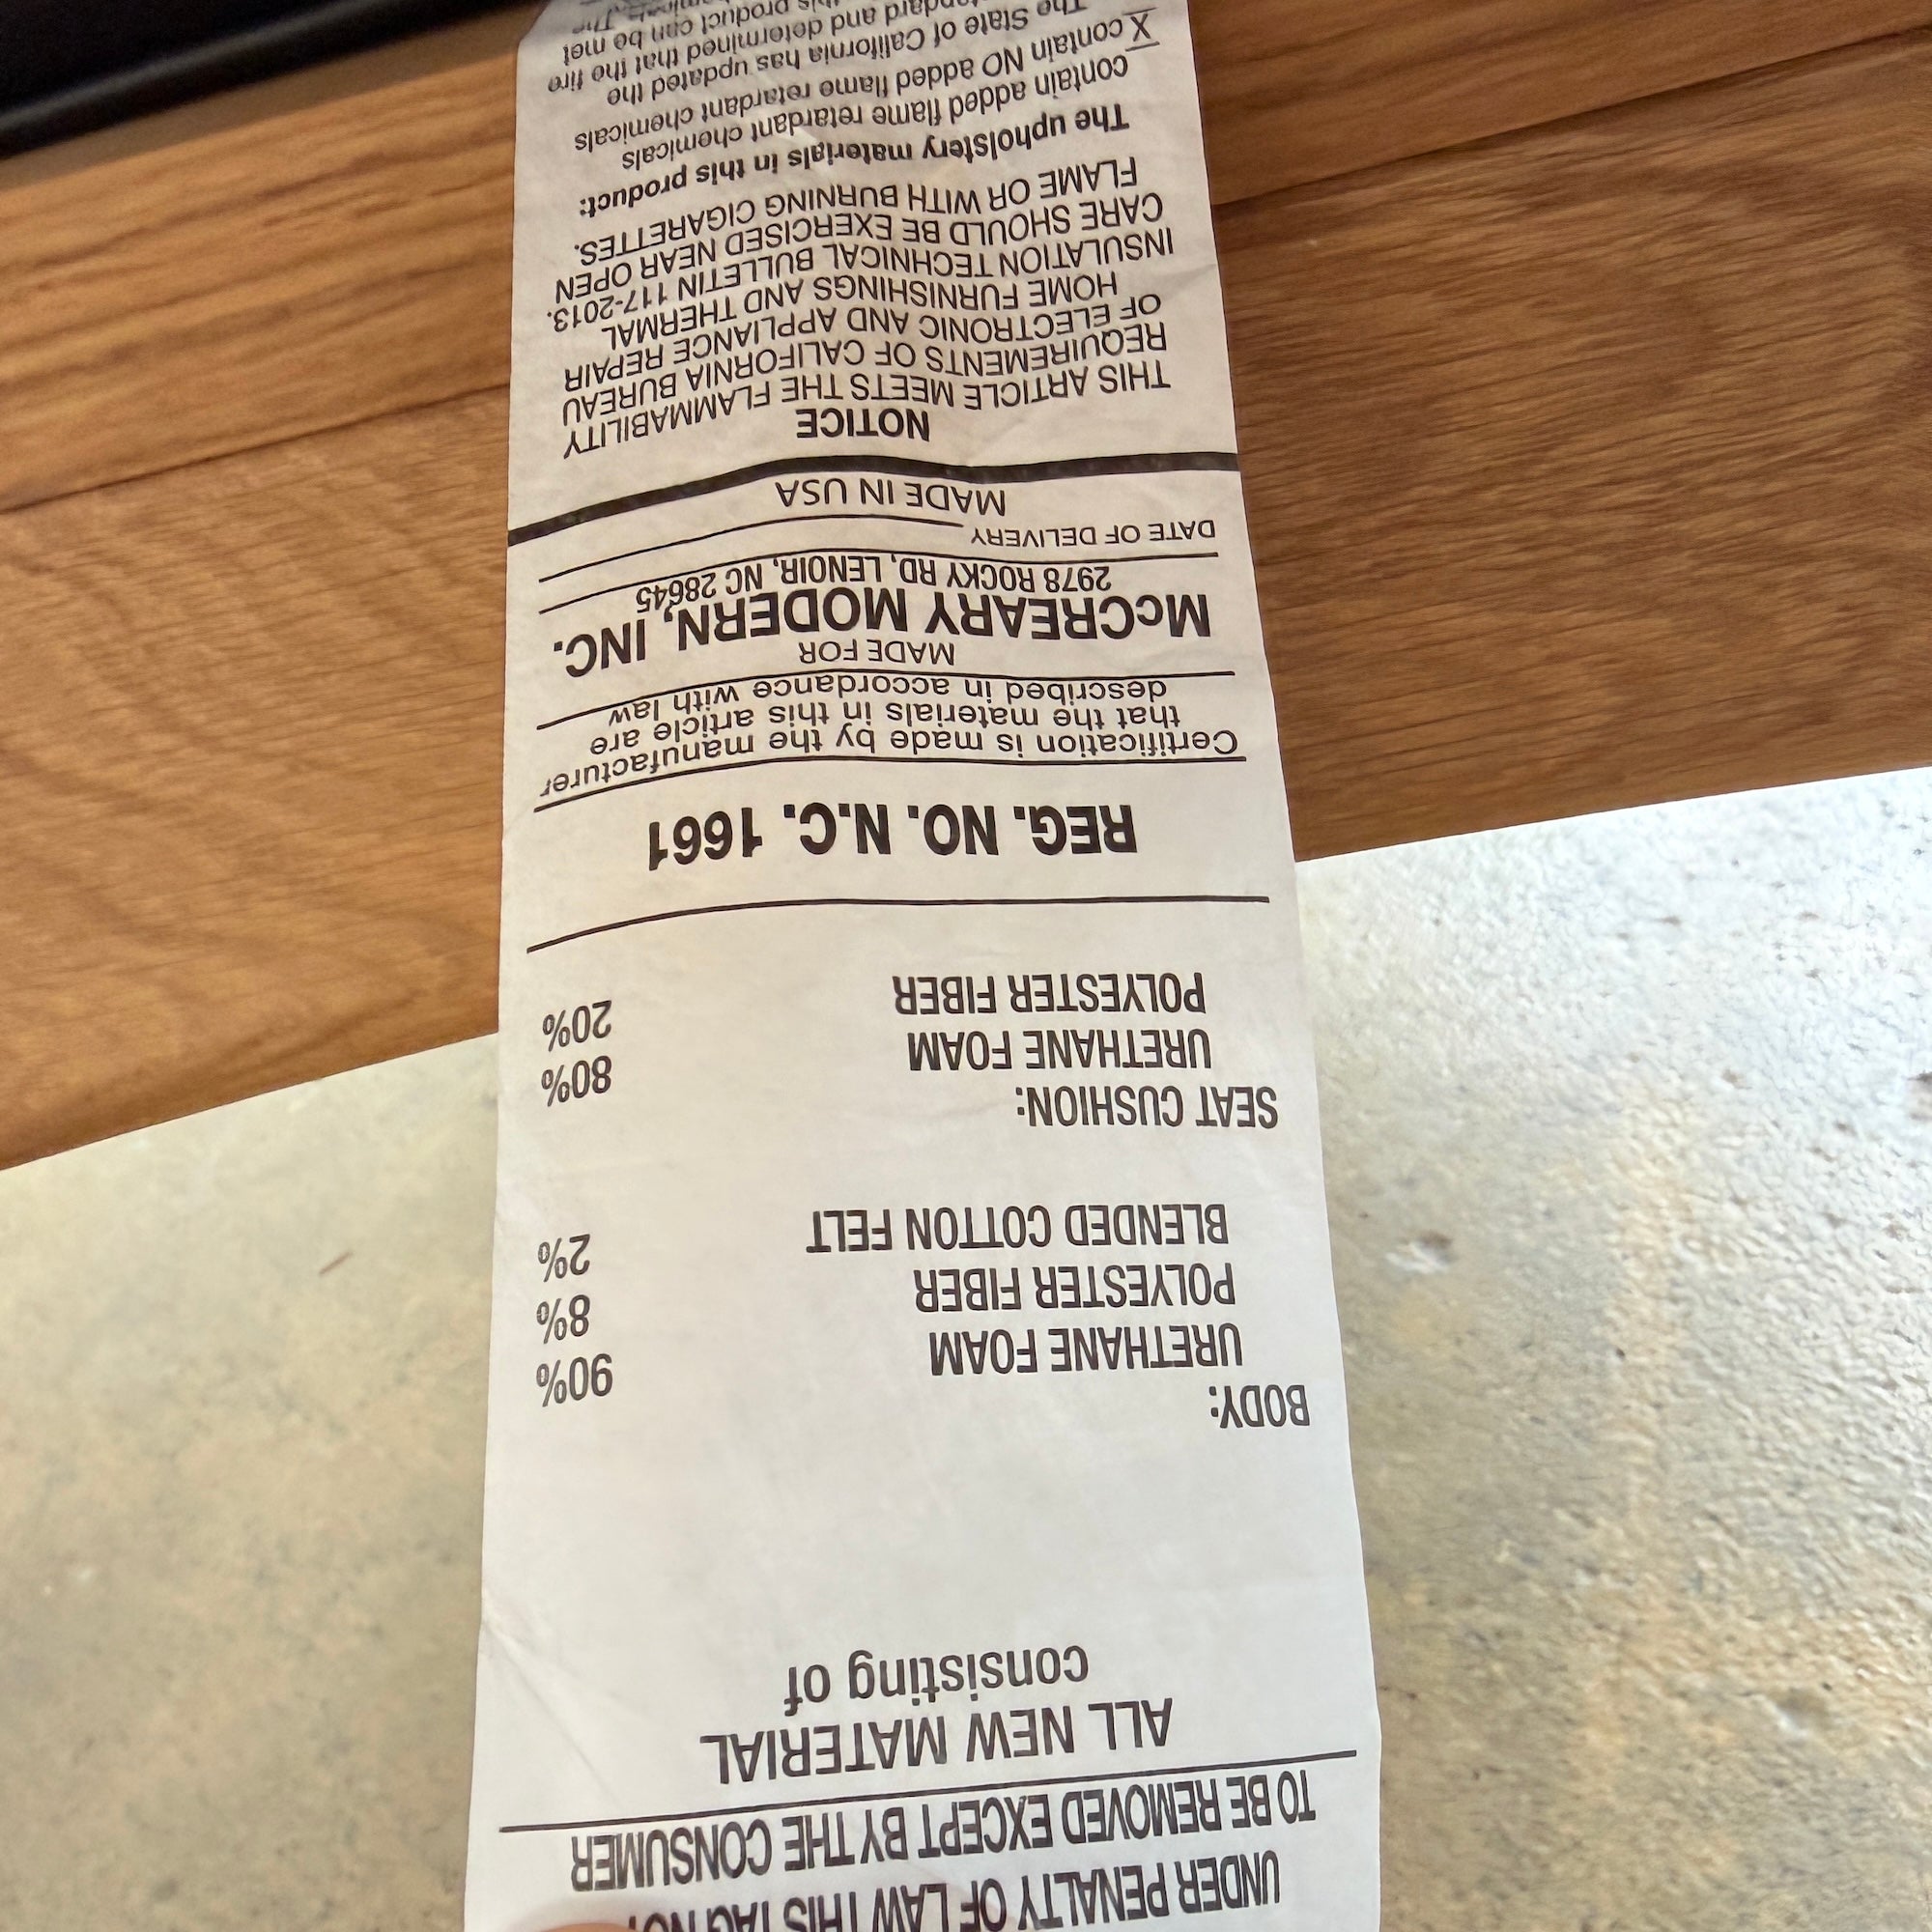 UNDER PENALTY OF LAW THIS TAG
TO BE REMOVED EXCEPT BY THE CONSUMER
ALL NEW MATERIAL
consisting of
BODY:
URETHANE FOAM 90%
POLYESTER FIBER 8%
BLENDED COTTON FELT 2%
SEAT CUSHION:
URETHANE FOAM 80%
POLYESTER FIBER 20%
REG. NO. N.C. 1661
Certification is made by the manufacturer
that the materials in this article are
described in accordance with law
MADE FOR
McCREARY MODERN, INC.
2978 ROCKY RD, LENOIR, NC 28645
DATE OF DELIVERY
MADE IN USA
NOTICE
THIS ARTICLE MEETS THE FLAMMABILITY
REQUIREMENTS OF CALIFORNIA BUREAU
OF ELECTRONIC AND APPLIANCE REPAIR
HOME FURNISHINGS AND THERMAL
INSULATION TECHNICAL BULLETIN 117-2013.
CARE SHOULD BE EXERCISED NEAR OPEN
FLAME OR WITH BURNING CIGARETTES.
The upholstery materials in this product:
contain added flame retardant chemicals
X contain NO added flame retardant chemicals
The State of California has updated the
and determined that the fire
product can be met